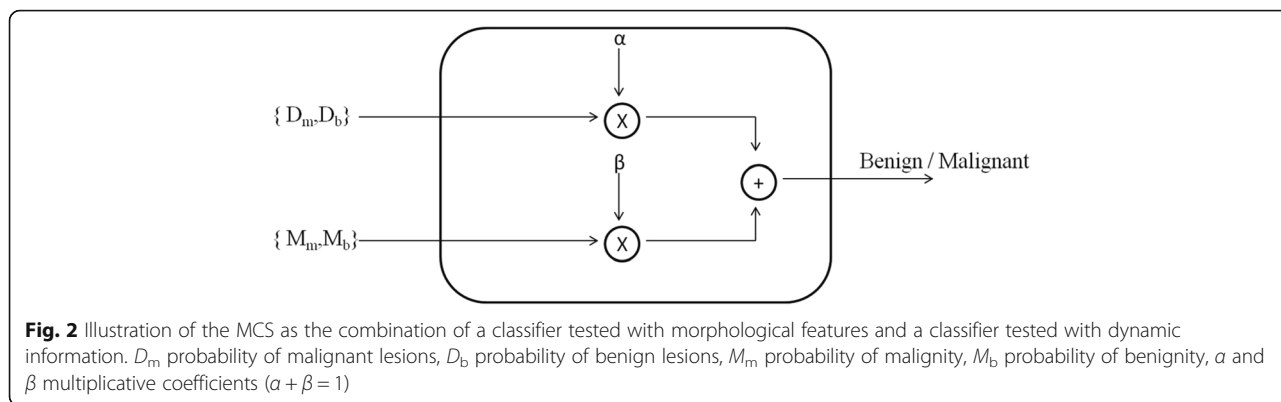 α
{ Dm,Db}
X
β
+
Benign / Malignant
{ Mm,Mb}
X
Fig. 2 Illustration of the MCS as the combination of a classifier tested with morphological features and a classifier tested with dynamic
information. Dm probability of malignant lesions, Db probability of benign lesions, Mm probability of malignity, Mb probability of benignity, α and
β multiplicative coefficients (α + β = 1)